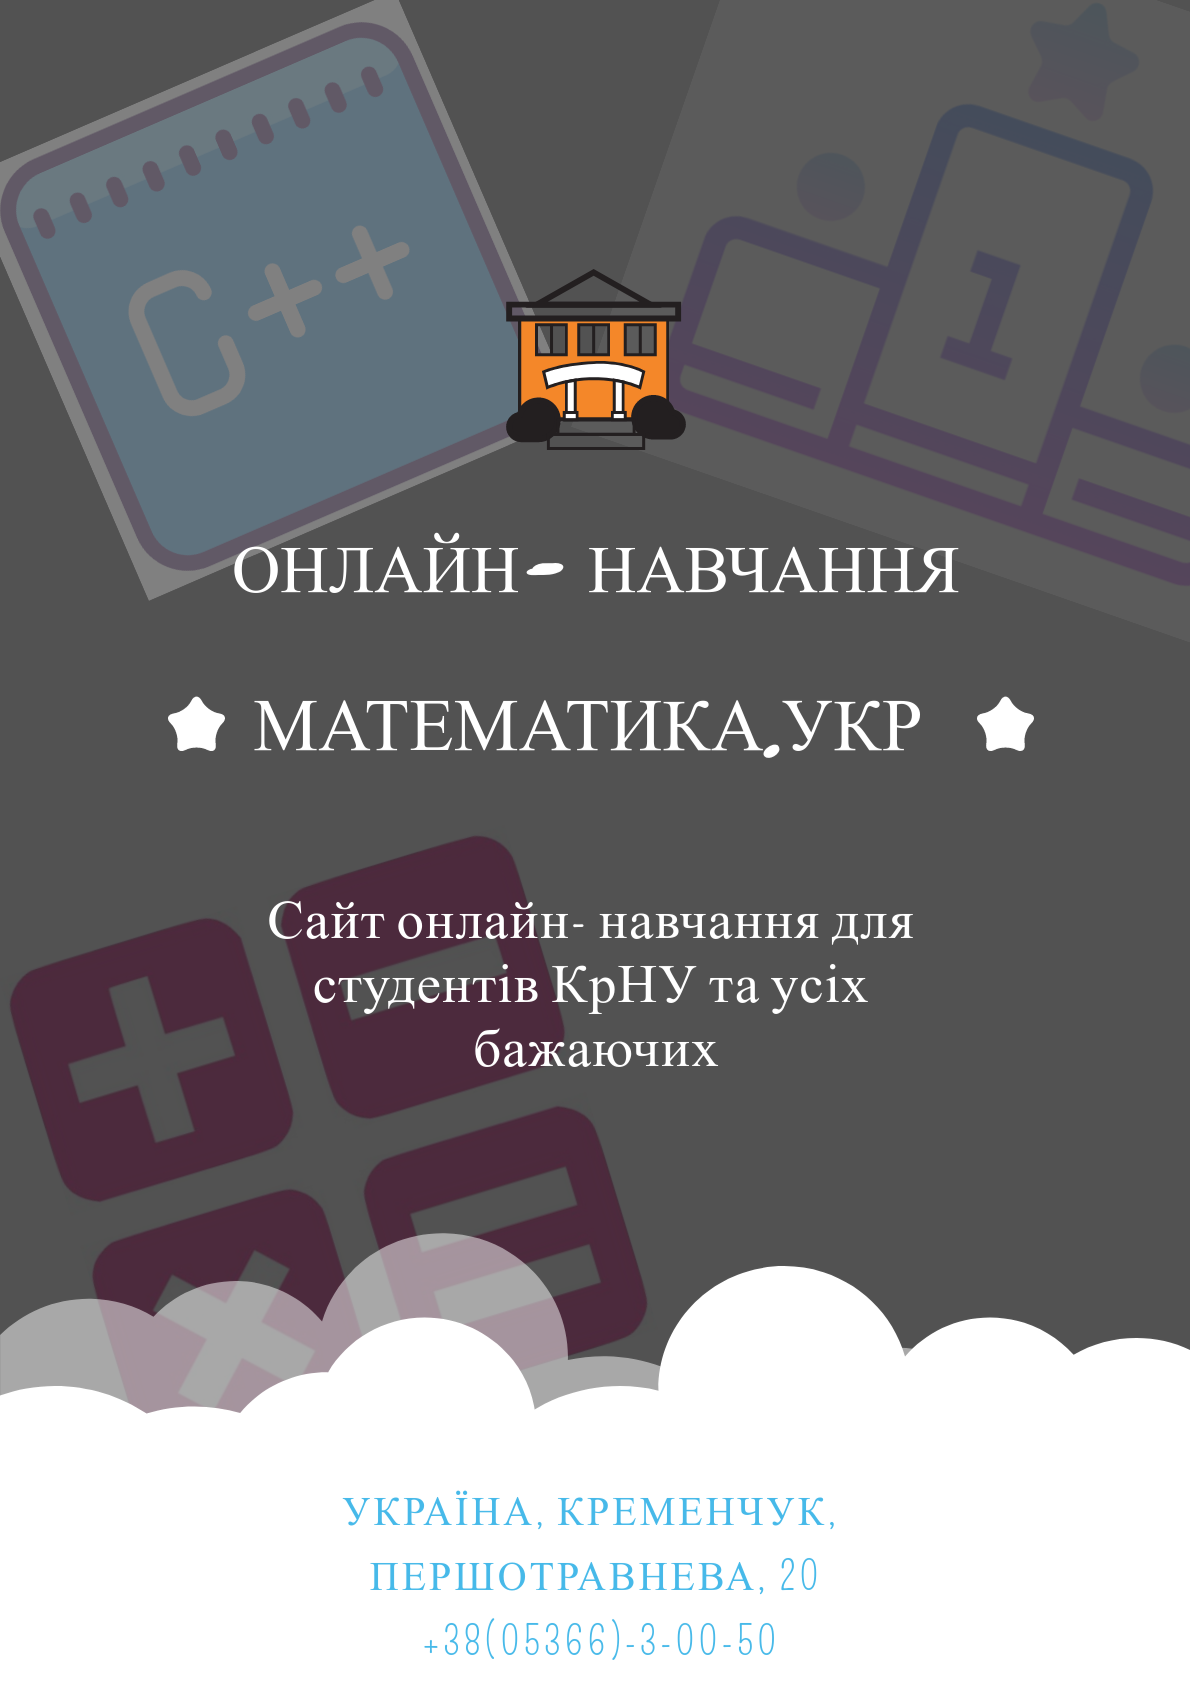 C++
1
ОНЛАЙН- НАВЧАННЯ
МАТЕМАТИКА.УКР
Сайт онлайн- навчання для
студентів КрНУ та усіх
бажаючих
УКРАЇНА, КРЕМЕНЧУК,
ПЕРШОТРАВНЕВА, 20
+38(05366)-3-00-50